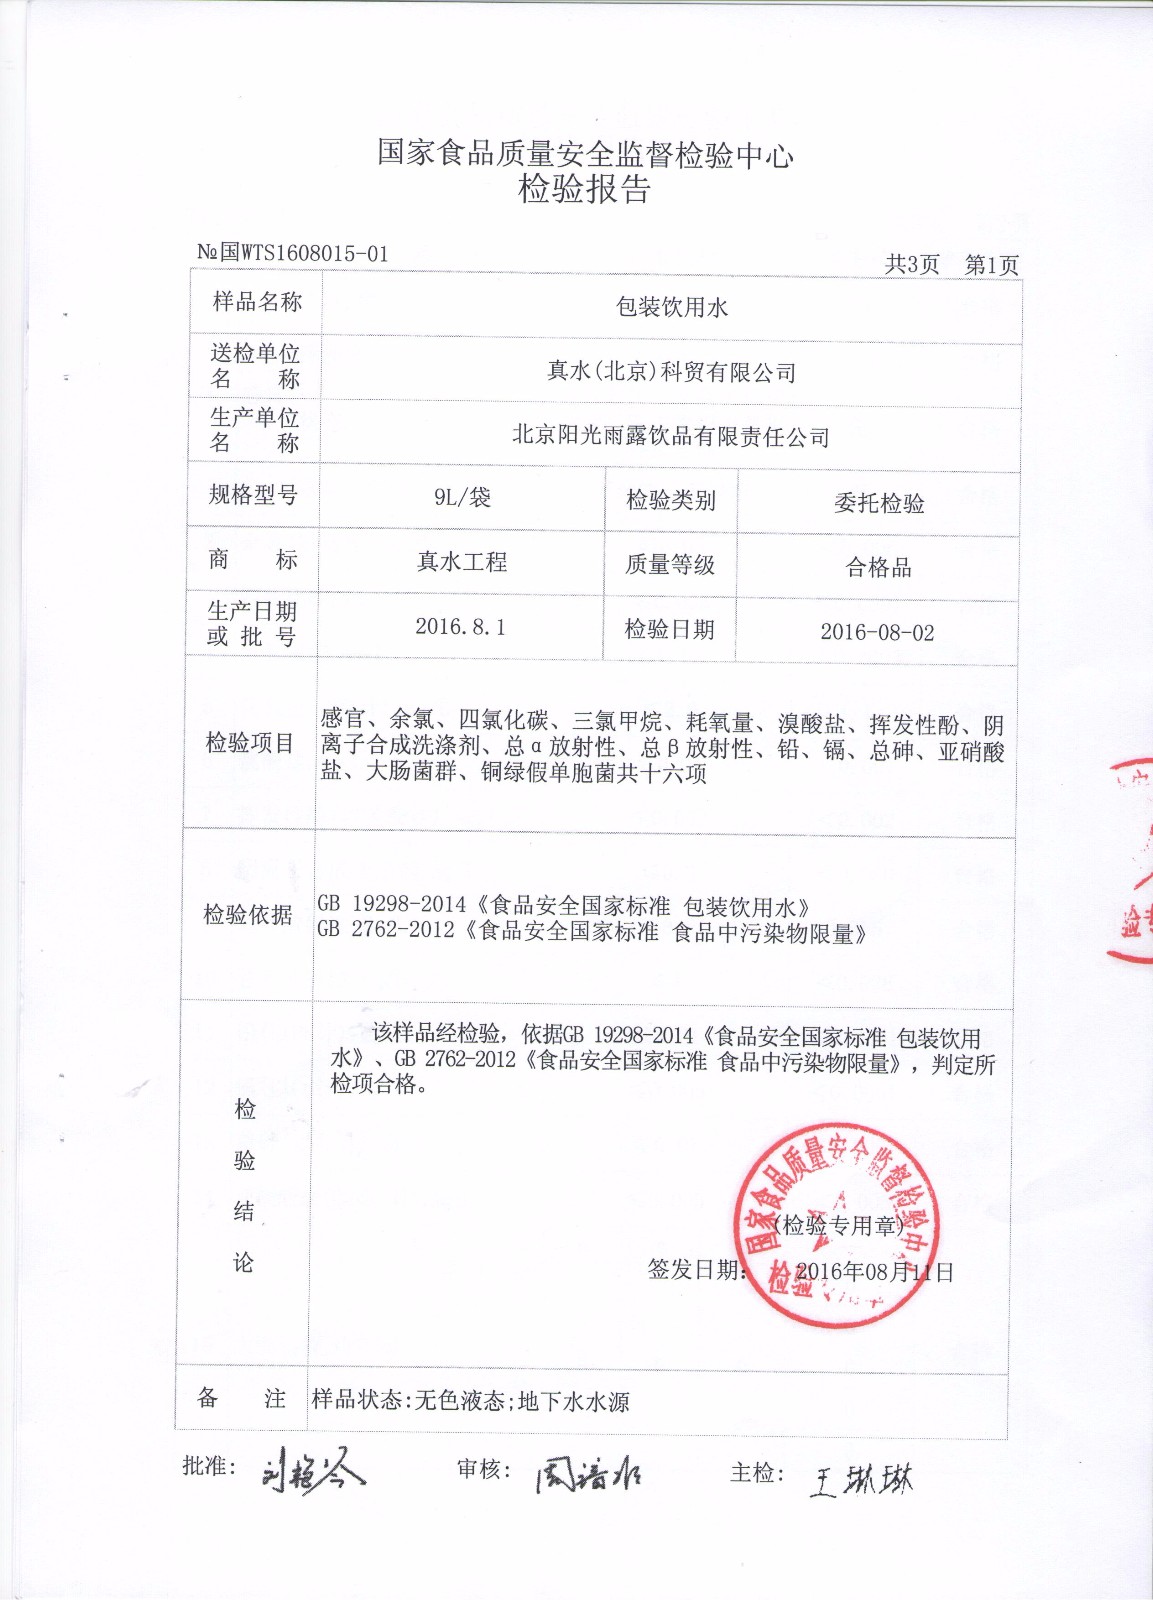 国家食品质量安全监督检验中心
检验报告
№国WTS1608015-01
共3页 第1页
样品名称 包装饮用水
送检单位
名 称
真水(北京)科贸有限公司
生产单位
名 称
北京阳光雨露饮品有限责任公司
规格型号 9L/袋 检验类别 委托检验
商 标 真水工程 质量等级 合格品
生产日期
或 批 号
2016.8.1 检验日期 2016-08-02
检验项目
感官、余氯、四氯化碳、三氯甲烷、耗氧量、溴酸盐、挥发性酚、阴
离子合成洗涤剂、总α放射性、总β放射性、铅、镉、总砷、亚硝酸
盐、大肠菌群、铜绿假单胞菌共十六项
检验依据
GB 19298-2014《食品安全国家标准 包装饮用水》
GB 2762-2012《食品安全国家标准 食品中污染物限量》
检
验
结
论
该样品经检验，依据GB 19298-2014《食品安全国家标准 包装饮用
水》、GB 2762-2012《食品安全国家标准 食品中污染物限量》，判定所
检项合格。
国家食品质量安全监督检验中
(检验专用章)
签发日期: 2016年08月11日
检验
备 注 样品状态:无色液态;地下水水源
批准: 审核: 主检: 王琳琳
验专